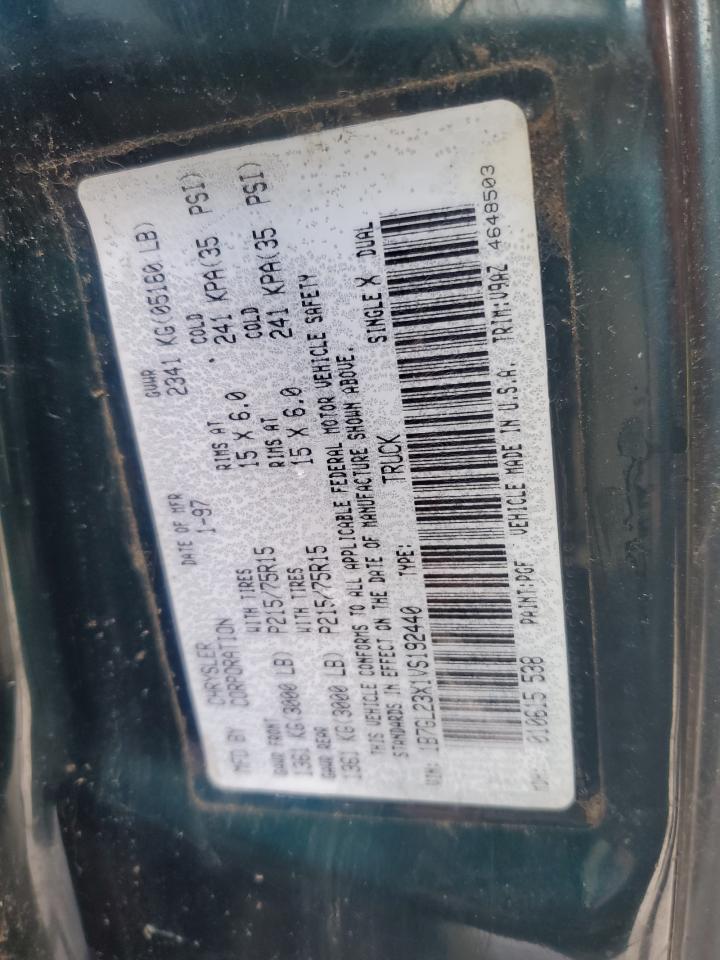 MFD BY CHRYSLER CORPORATION DATE OF MFR 1-97 GVWR 2341 KG(05160 LB)
GAWR FRONT WITH TIRES RIMS AT COLD
1361 KG(3000 LB) P215/75R15 15 X 6.0 241 KPA(35 PSI)
GAWR REAR WITH TIRES RIMS AT COLD
1361 KG(3000 LB) P215/75R15 15 X 6.0 241 KPA(35 PSI)
THIS VEHICLE CONFORMS TO ALL APPLICABLE FEDERAL MOTOR VEHICLE SAFETY
STANDARDS IN EFFECT ON THE DATE OF MANUFACTURE SHOWN ABOVE.
VIN: 1B7GL23X1VS192440 TYPE: TRUCK SINGLE X DUAL
MDH: 010615 538 PAINT:PGF VEHICLE MADE IN U.S.A. TRIM:V9AZ 4648503